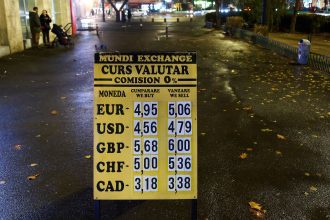 MUNDI EXCHANGE
CURS VALUTAR
COMISION 0%
MONEDA CUMPARARE VANZARE
WE BUY WE SELL
EUR- 4,95 5,06
USD- 4,56 4,79
GBP- 5,68 6,00
CHF- 5,00 5,36
CAD- 3,18 3,38